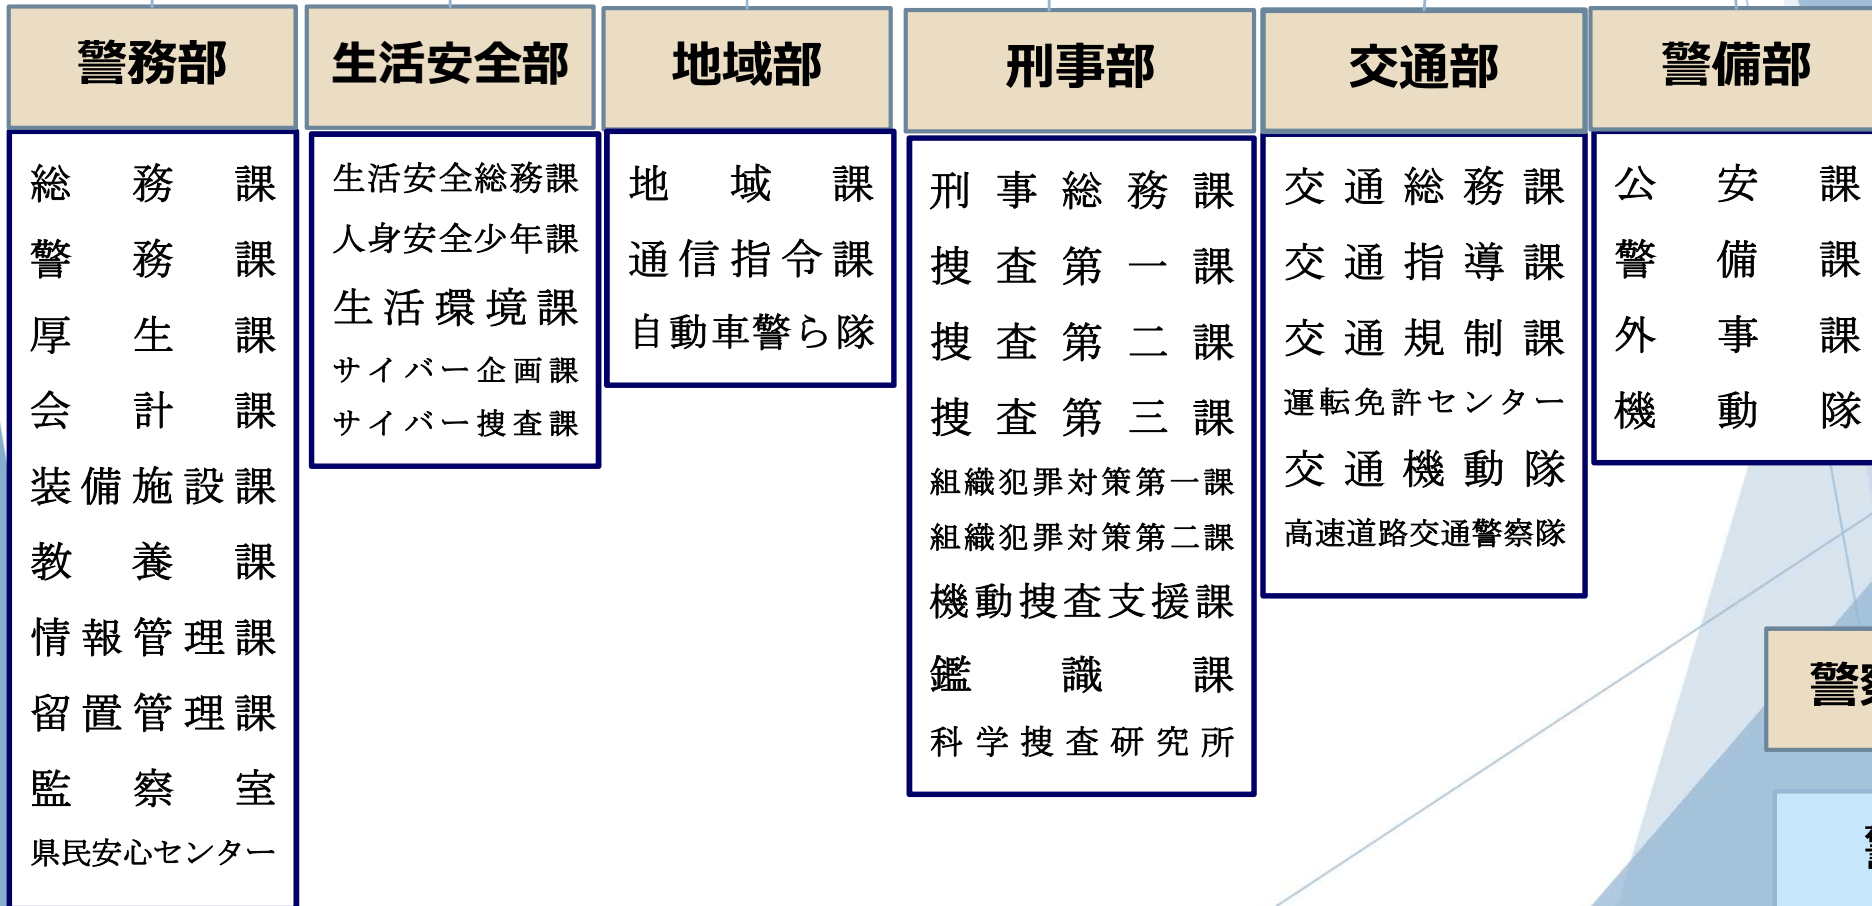 警務部
総務課
警務課
厚生課
会計課
装備施設課
教養課
情報管理課
留置管理課
監察室
県民安心センター
生活安全部
生活安全総務課
人身安全少年課
生活環境課
サイバー企画課
サイバー捜査課
地域部
地域課
通信指令課
自動車警ら隊
刑事部
刑事総務課
捜査第一課
捜査第二課
捜査第三課
組織犯罪対策第一課
組織犯罪対策第二課
機動捜査支援課
鑑識課
科学捜査研究所
交通部
交通総務課
交通指導課
交通規制課
運転免許センター
交通機動隊
高速道路交通警察隊
警備部
公安課
警備課
外事課
機動隊
警察